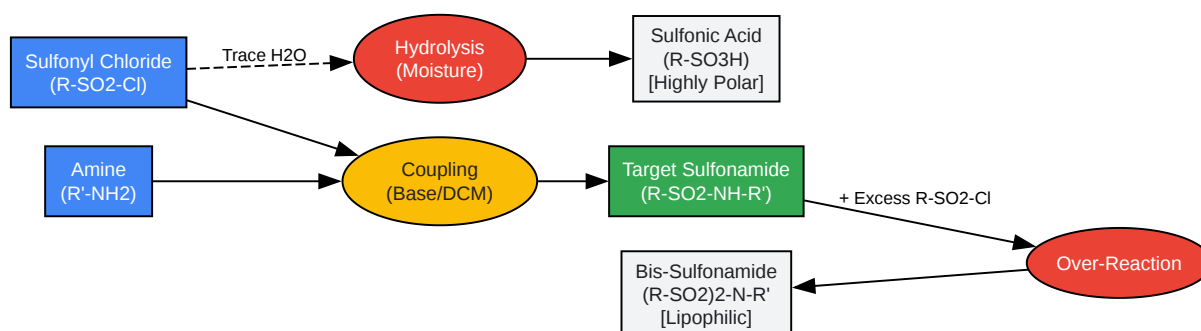 Sulfonyl Chloride
(R-SO2-Cl)
Trace H2O
Hydrolysis
(Moisture)
Sulfonic Acid
(R-SO3H)
[Highly Polar]
Amine
(R'-NH2)
Coupling
(Base/DCM)
Target Sulfonamide
(R-SO2-NH-R')
+ Excess R-SO2-Cl
Over-Reaction
Bis-Sulfonamide
(R-SO2)2-N-R'
[Lipophilic]